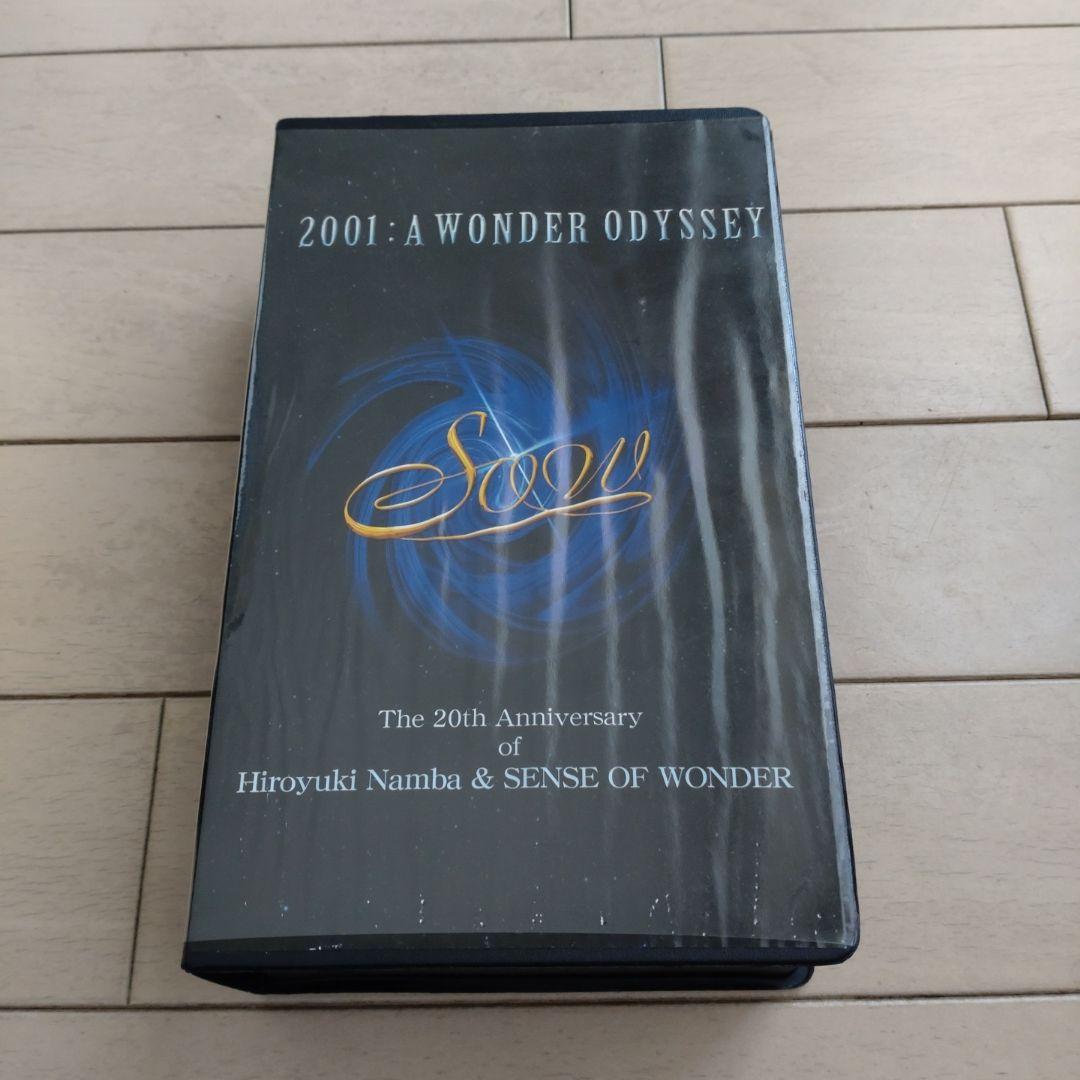 2001: A WONDER ODYSSEY
Sow
The 20th Anniversary
of
Hiroyuki Namba & SENSE OF WONDER